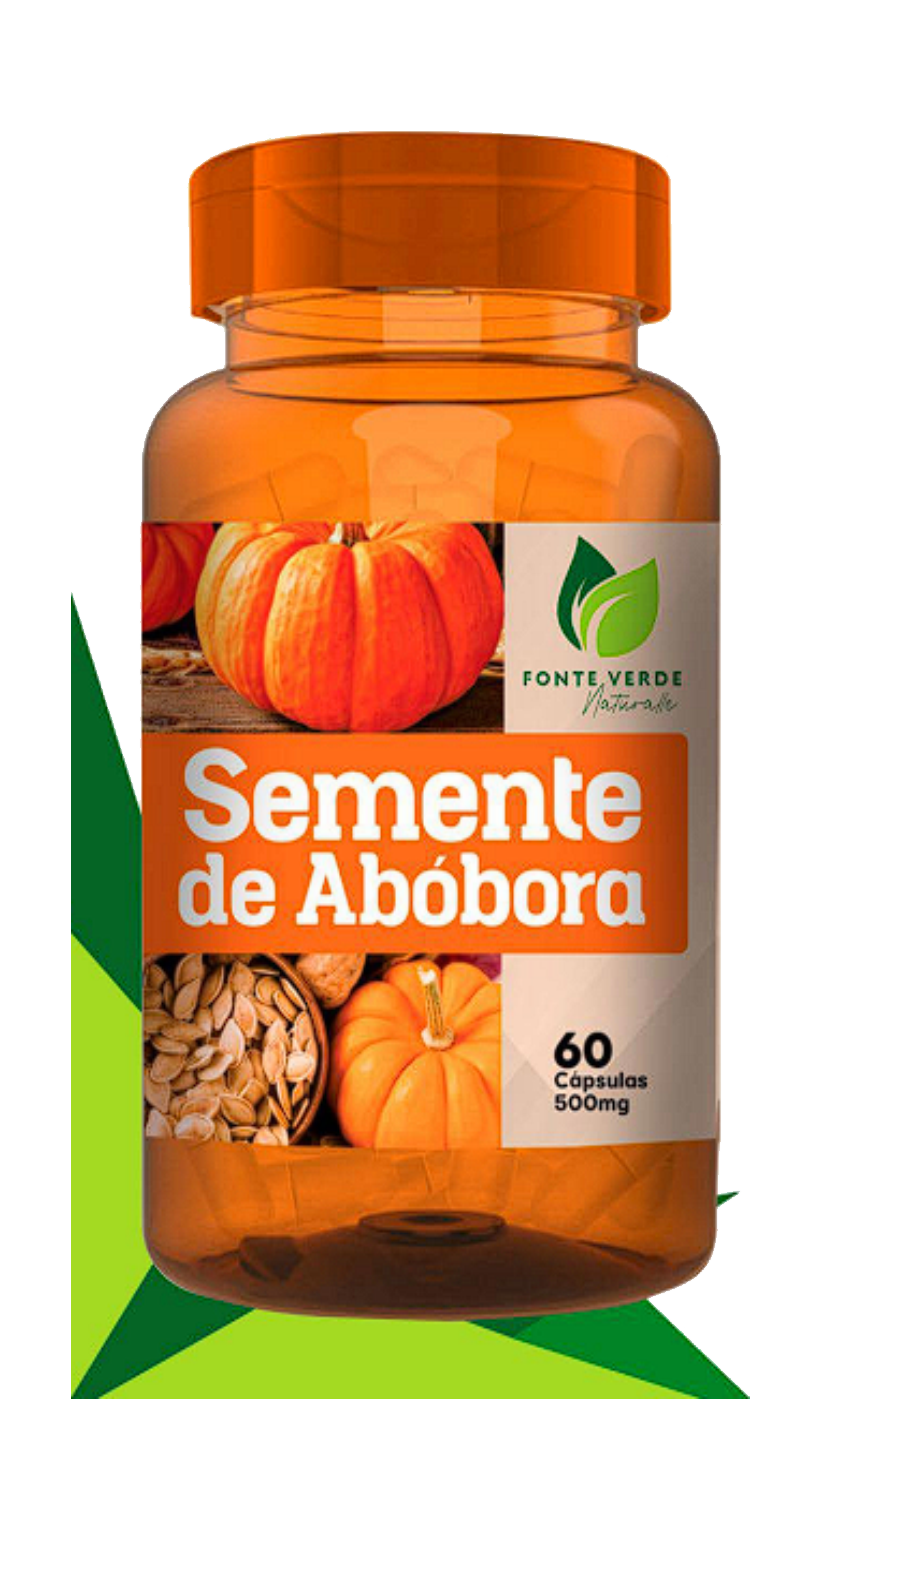 FONTE VERDE
Naturalle
Semente
de Abóbora
60
Cápsulas
500mg